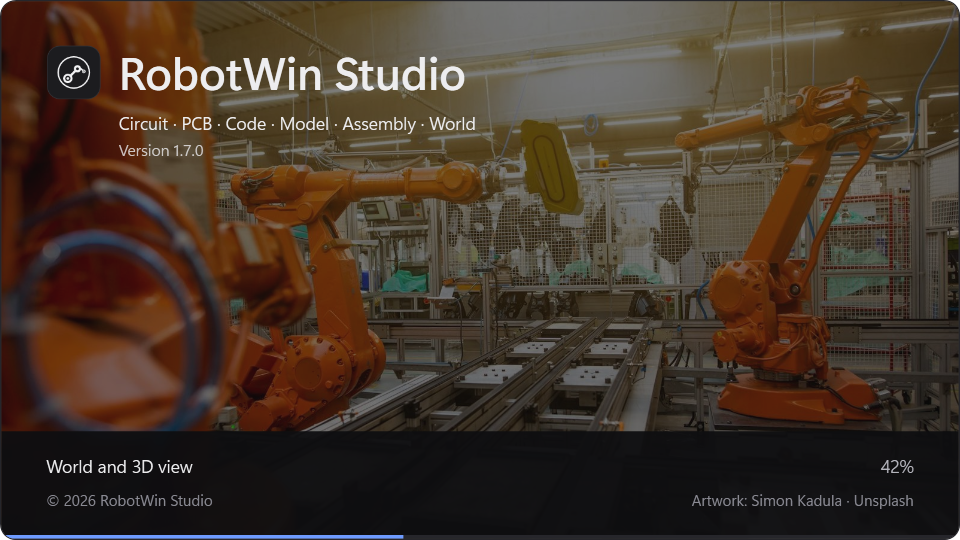 RobotWin Studio
Circuit · PCB · Code · Model · Assembly · World
Version 1.7.0
World and 3D view
42%
© 2026 RobotWin Studio
Artwork: Simon Kadula · Unsplash